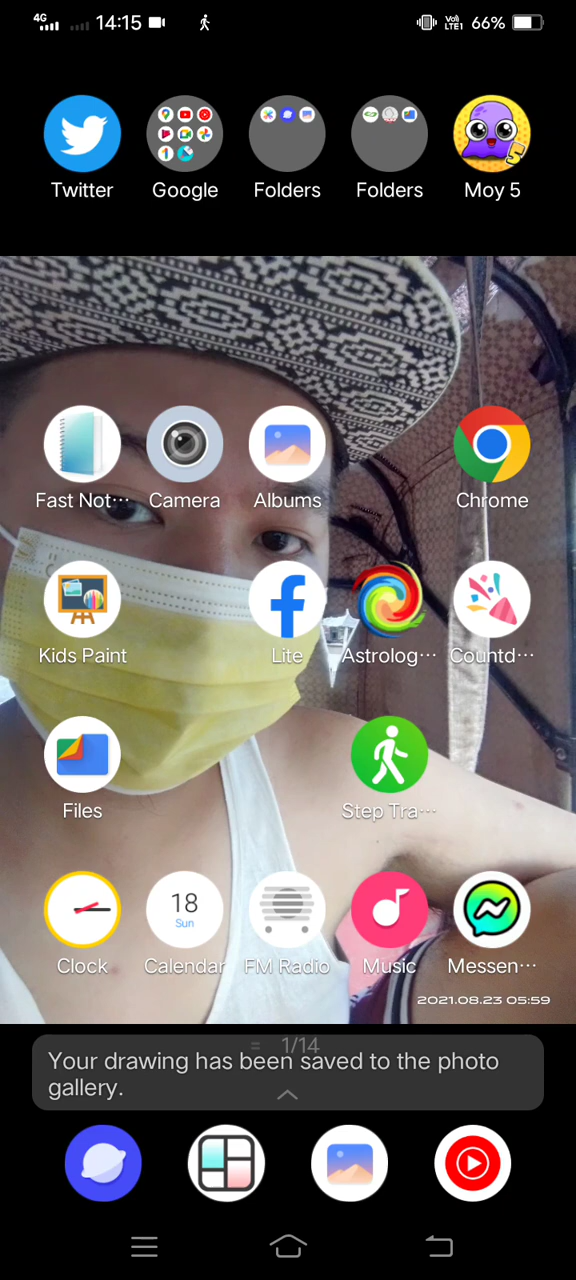 4G 14:15 Vo) LTE1 66%
Twitter Google Folders Folders Moy 5
Fast Not··· Camera Albums Chrome
Kids Paint Lite Astrolog··· Countd···
Files Step Tra···
18
Sun
Clock Calendar FM Radio Music Messen···
2021.08.23 05:59
1/14
Your drawing has been saved to the photo
gallery.